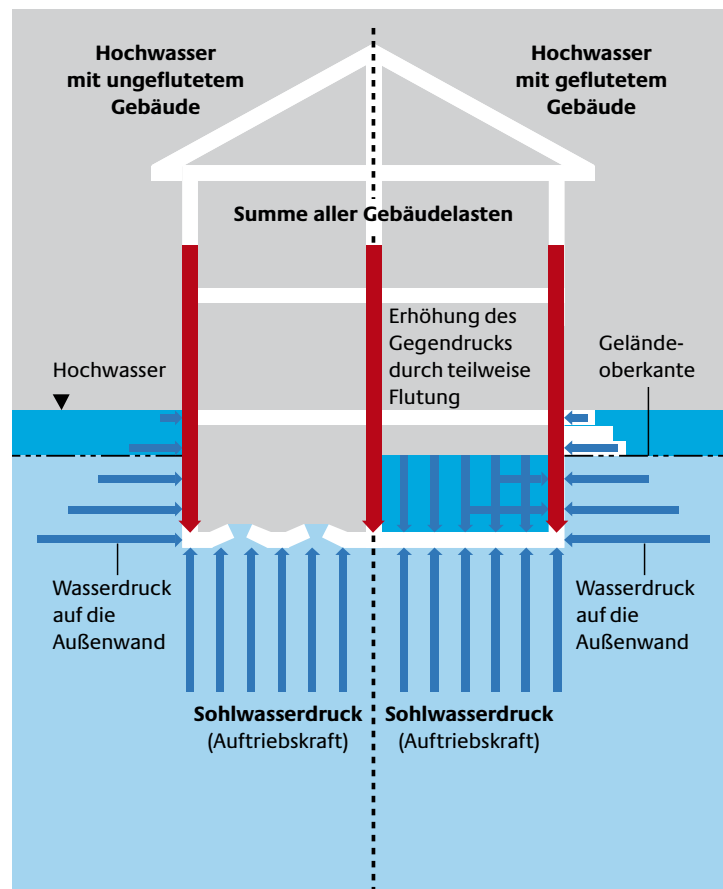 Hochwasser
mit ungeflutetem
Gebäude
Hochwasser
mit geflutetem
Gebäude
Summe aller Gebäudelasten
Erhöhung des
Gegendrucks
durch teilweise
Flutung
Hochwasser
Gelände-
oberkante
Wasserdruck
auf die
Außenwand
Wasserdruck
auf die
Außenwand
Sohlwasserdruck
(Auftriebskraft)
Sohlwasserdruck
(Auftriebskraft)